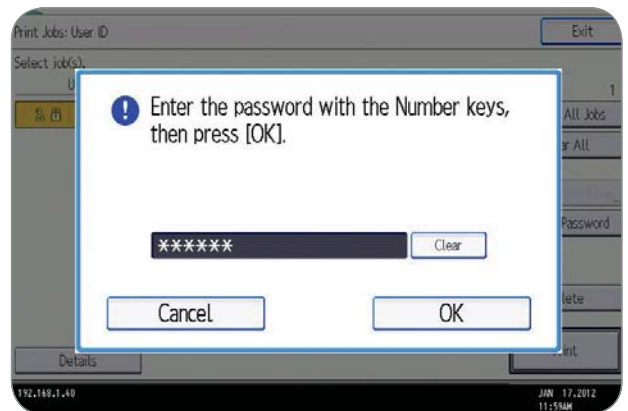 Print Jobs: User ID
Exit
Select job(s).
U
1
Enter the password with the Number keys,
then press [OK].
All Jobs
ar All
Password
******
Clear
lete
Cancel
OK
Details
int
192.168.1.40
JAN 17.2012
11:59AM